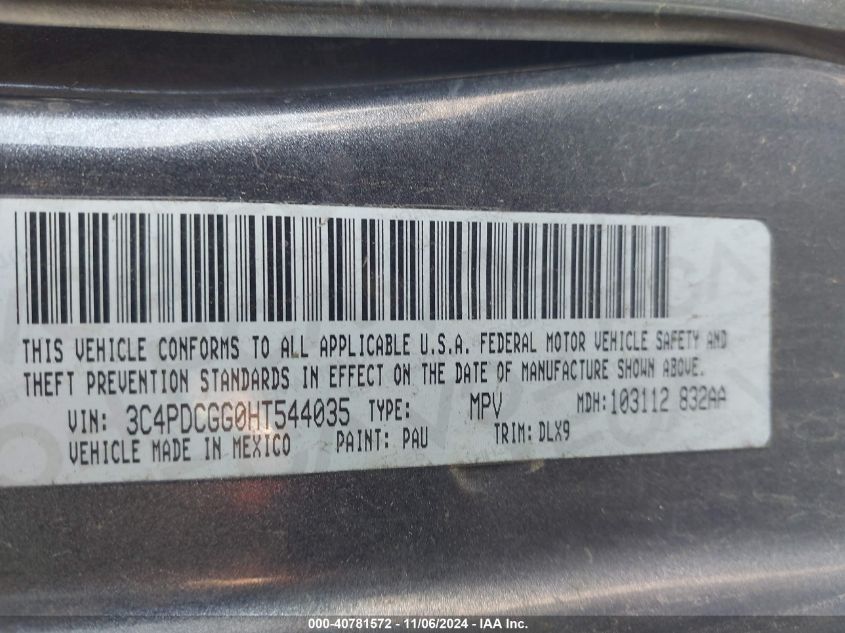 THIS VEHICLE CONFORMS TO ALL APPLICABLE U.S.A. FEDERAL MOTOR VEHICLE SAFETY AND
THEFT PREVENTION STANDARDS IN EFFECT ON THE DATE OF MANUFACTURE SHOWN ABOVE.
VIN: 3C4PDCGG0HT544035 TYPE: MPV MDH: 103112 832AA
VEHICLE MADE IN MEXICO PAINT: PAU TRIM: DLX9
000-40781572 - 11/06/2024 - IAA Inc.